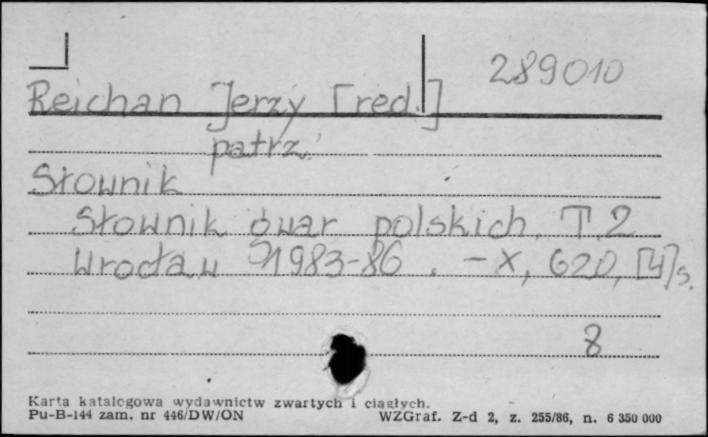 289010
Reichan Jerzy [red.]
patrz:
Słownik
Słownik gwar polskich. T. 2
Wrocław 1983-86. - X, 620, [4] s.
8
Karta katalogowa wydawnictw zwartych i ciągłych.
Pu-B-144 zam. nr 446/DW/ON WZGraf. Z-d 2, z. 255/86, n. 6 350 000